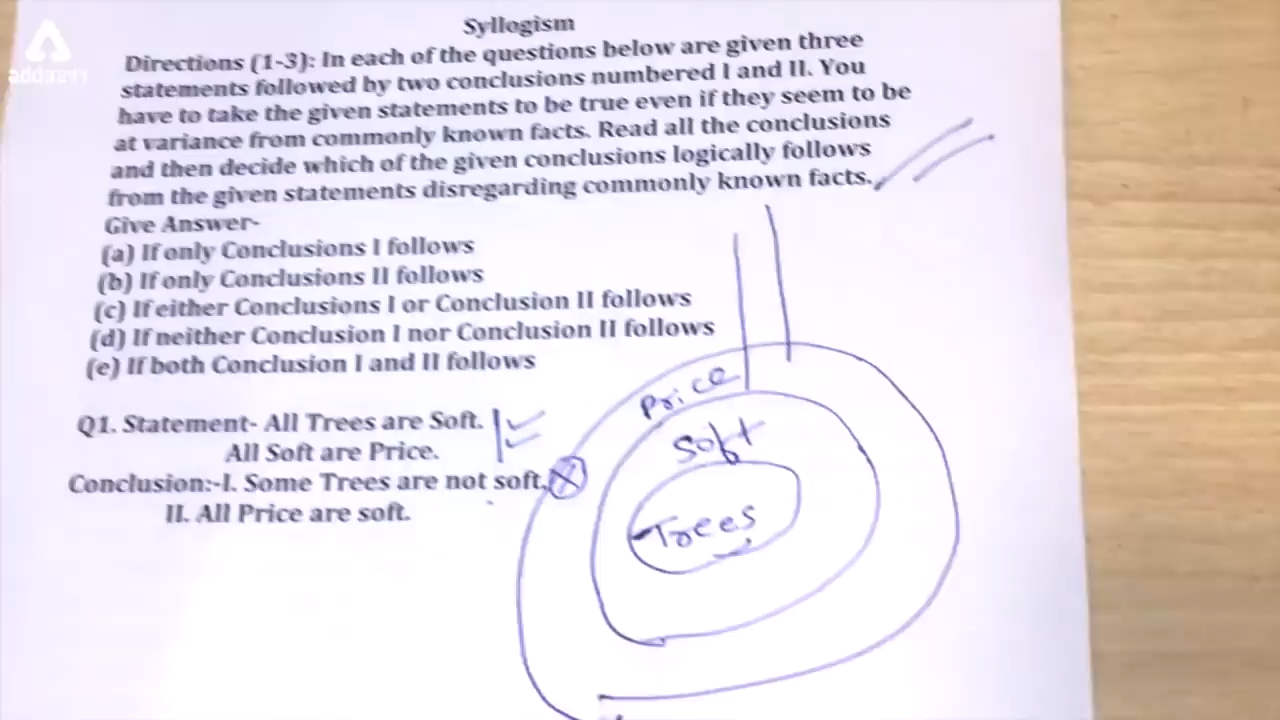 Syllogism
Directions (1-3): In each of the questions below are given three
statements followed by two conclusions numbered I and II. You
have to take the given statements to be true even if they seem to be
at variance from commonly known facts. Read all the conclusions
and then decide which of the given conclusions logically follows
from the given statements disregarding commonly known facts.
Give Answer-
(a) If only Conclusions I follows
(b) If only Conclusions II follows
(c) If either Conclusions I or Conclusion II follows
(d) If neither Conclusion I nor Conclusion II follows
(e) If both Conclusion I and II follows
Price
Soft
Trees
Q1. Statement- All Trees are Soft.
All Soft are Price.
Conclusion:-I. Some Trees are not soft.
II. All Price are soft.